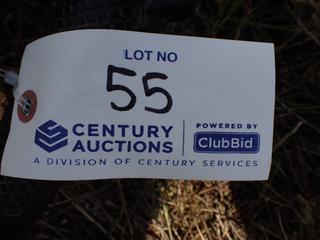 LOT NO
55
CENTURY
AUCTIONS
A DIVISION OF CENTURY SERVICES
POWERED BY
ClubBid